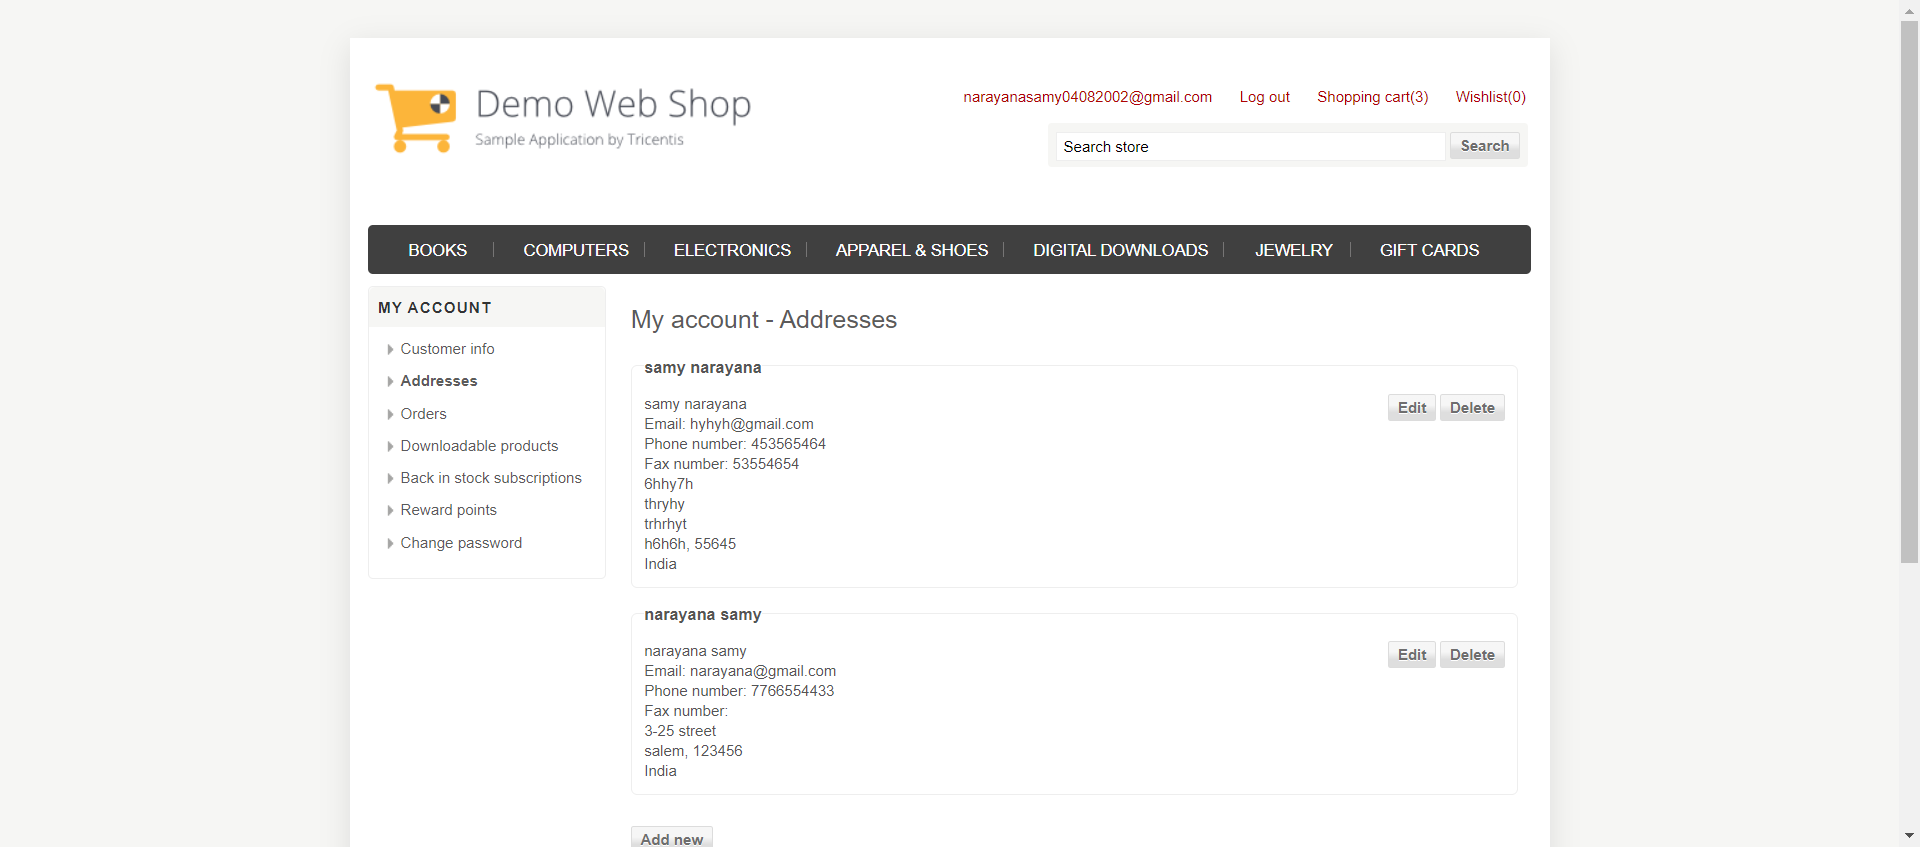 Demo Web Shop
Sample Application by Tricentis
narayanasamy04082002@gmail.com Log out Shopping cart(3) Wishlist(0)
Search store Search
BOOKS COMPUTERS ELECTRONICS APPAREL & SHOES DIGITAL DOWNLOADS JEWELRY GIFT CARDS
MY ACCOUNT
Customer info
Addresses
Orders
Downloadable products
Back in stock subscriptions
Reward points
Change password
My account - Addresses
samy narayana
samy narayana
Edit Delete
Email: hyhyh@gmail.com
Phone number: 453565464
Fax number: 53554654
6hhy7h
thryhy
trhrhyt
h6h6h, 55645
India
narayana samy
narayana samy
Edit Delete
Email: narayana@gmail.com
Phone number: 7766554433
Fax number:
3-25 street
salem, 123456
India
Add new